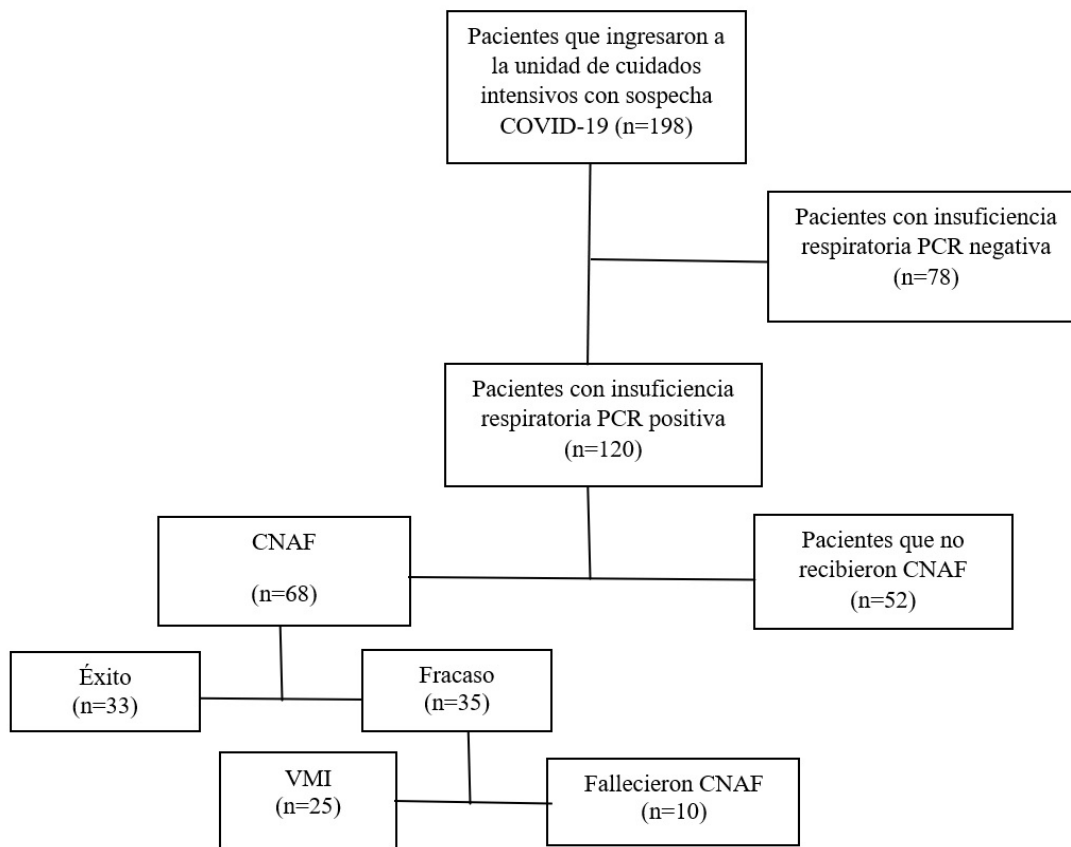 Pacientes que ingresaron a
la unidad de cuidados
intensivos con sospecha
COVID-19 (n=198)
Pacientes con insuficiencia
respiratoria PCR negativa
(n=78)
Pacientes con insuficiencia
respiratoria PCR positiva
(n=120)
CNAF
(n=68)
Pacientes que no
recibieron CNAF
(n=52)
Éxito
(n=33)
Fracaso
(n=35)
VMI
(n=25)
Fallecieron CNAF
(n=10)